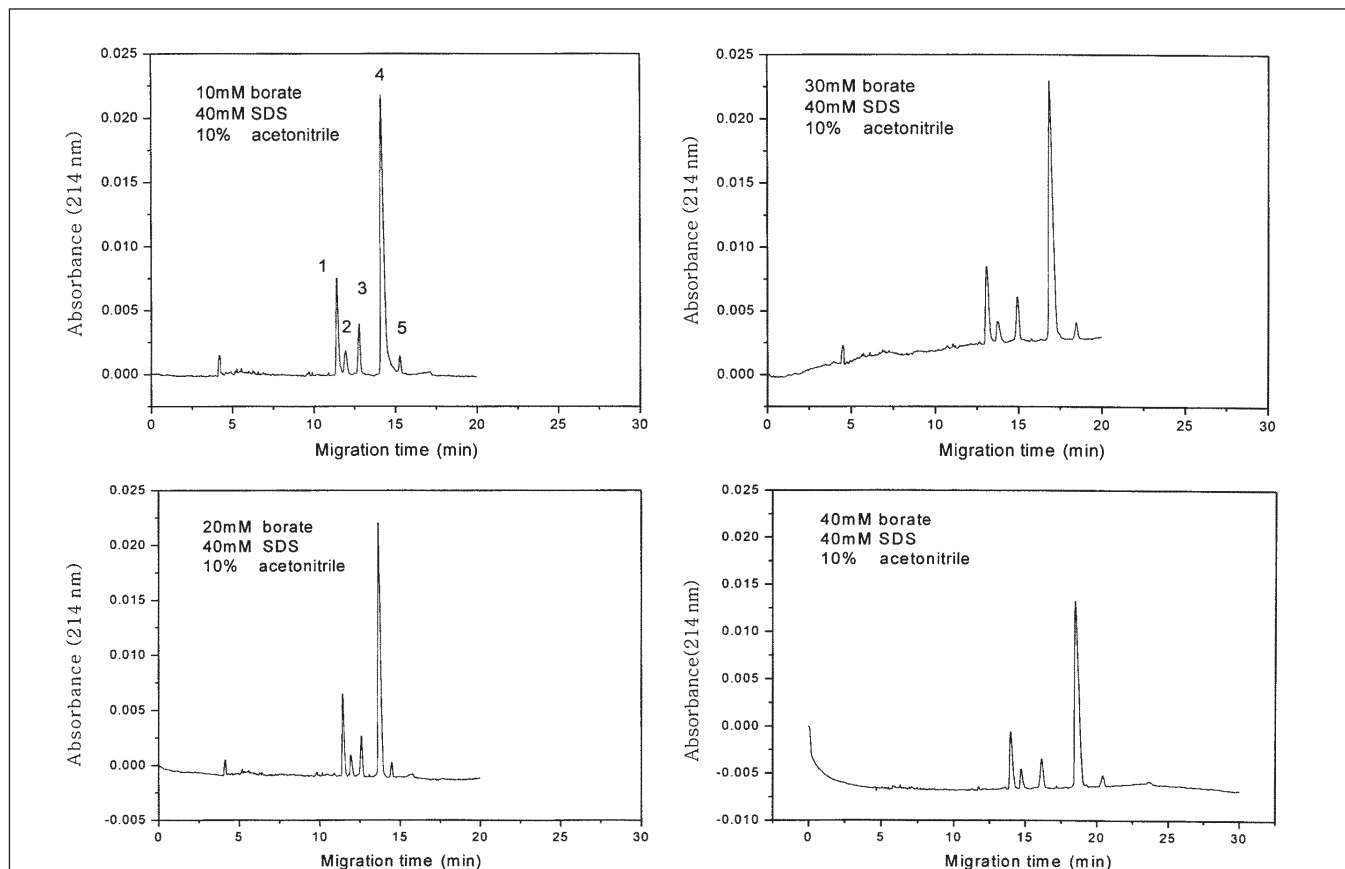 0.025
0.020
0.015
0.010
0.005
0.000
Absorbance (214 nm)
10mM borate
40mM SDS
10% acetonitrile
1
2
3
4
5
0 5 10 15 20 25 30
Migration time (min)
0.025
0.020
0.015
0.010
0.005
0.000
Absorbance (214 nm)
30mM borate
40mM SDS
10% acetonitrile
0 5 10 15 20 25 30
Migration time (min)
0.025
0.020
0.015
0.010
0.005
0.000
-0.005
Absorbance (214 nm)
20mM borate
40mM SDS
10% acetonitrile
0 5 10 15 20 25 30
Migration time (min)
0.025
0.020
0.015
0.010
0.005
0.000
-0.005
-0.010
Absorbance(214 nm)
40mM borate
40mM SDS
10% acetonitrile
0 5 10 15 20 25 30
Migration time (min)